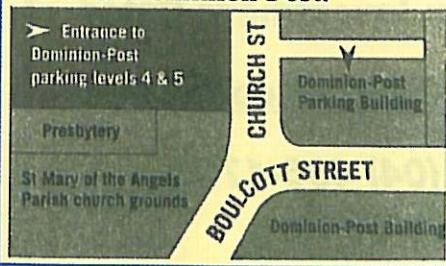 Entrance to
Dominion-Post
parking levels 4 & 5
CHURCH ST
Dominion-Post
Parking Building
Presbytery
St Mary of the Angels
Parish church grounds
BOULCOTT STREET
Dominion-Post Building